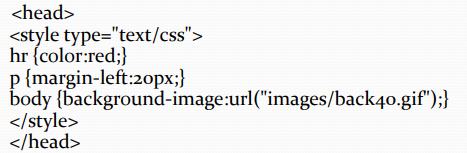 <head>
<style type="text/css">
hr {color:red;}
p {margin-left:20px;}
body {background-image:url("images/back40.gif");}
</style>
</head>